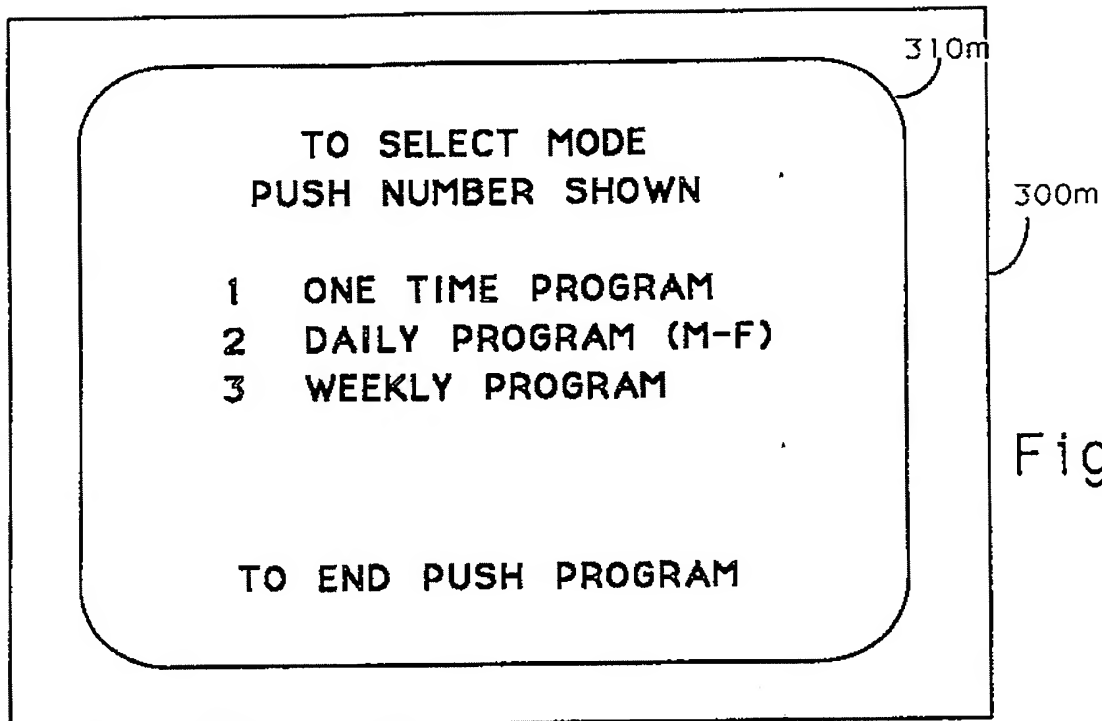 310m
TO SELECT MODE
PUSH NUMBER SHOWN
300m
1 ONE TIME PROGRAM
2 DAILY PROGRAM (M-F)
3 WEEKLY PROGRAM
Fig
TO END PUSH PROGRAM